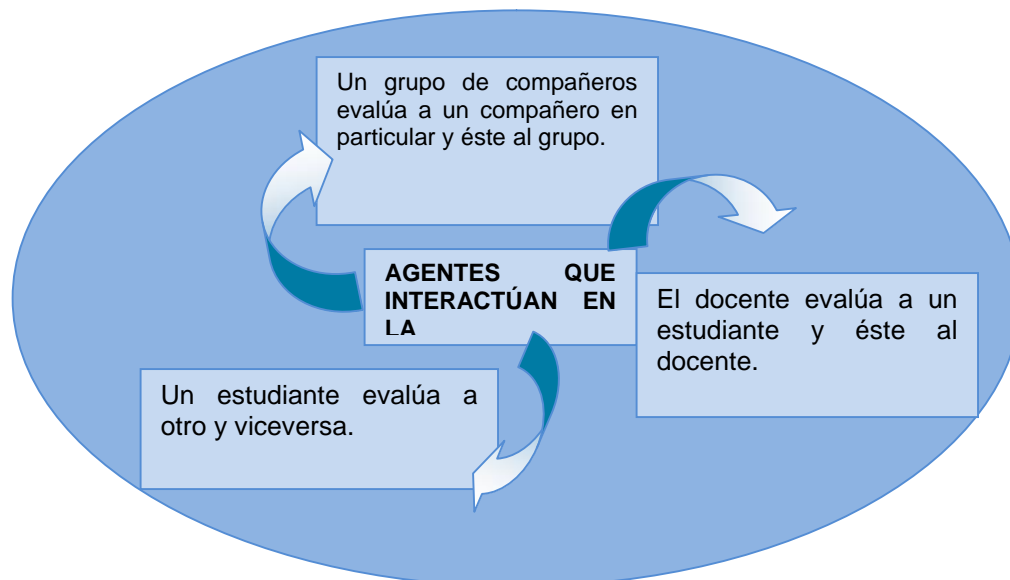 Un grupo de compañeros
evalúa a un compañero en
particular y éste al grupo.
AGENTES QUE
INTERACTÚAN EN
LA
El docente evalúa a un
estudiante y éste al
docente.
Un estudiante evalúa a
otro y viceversa.